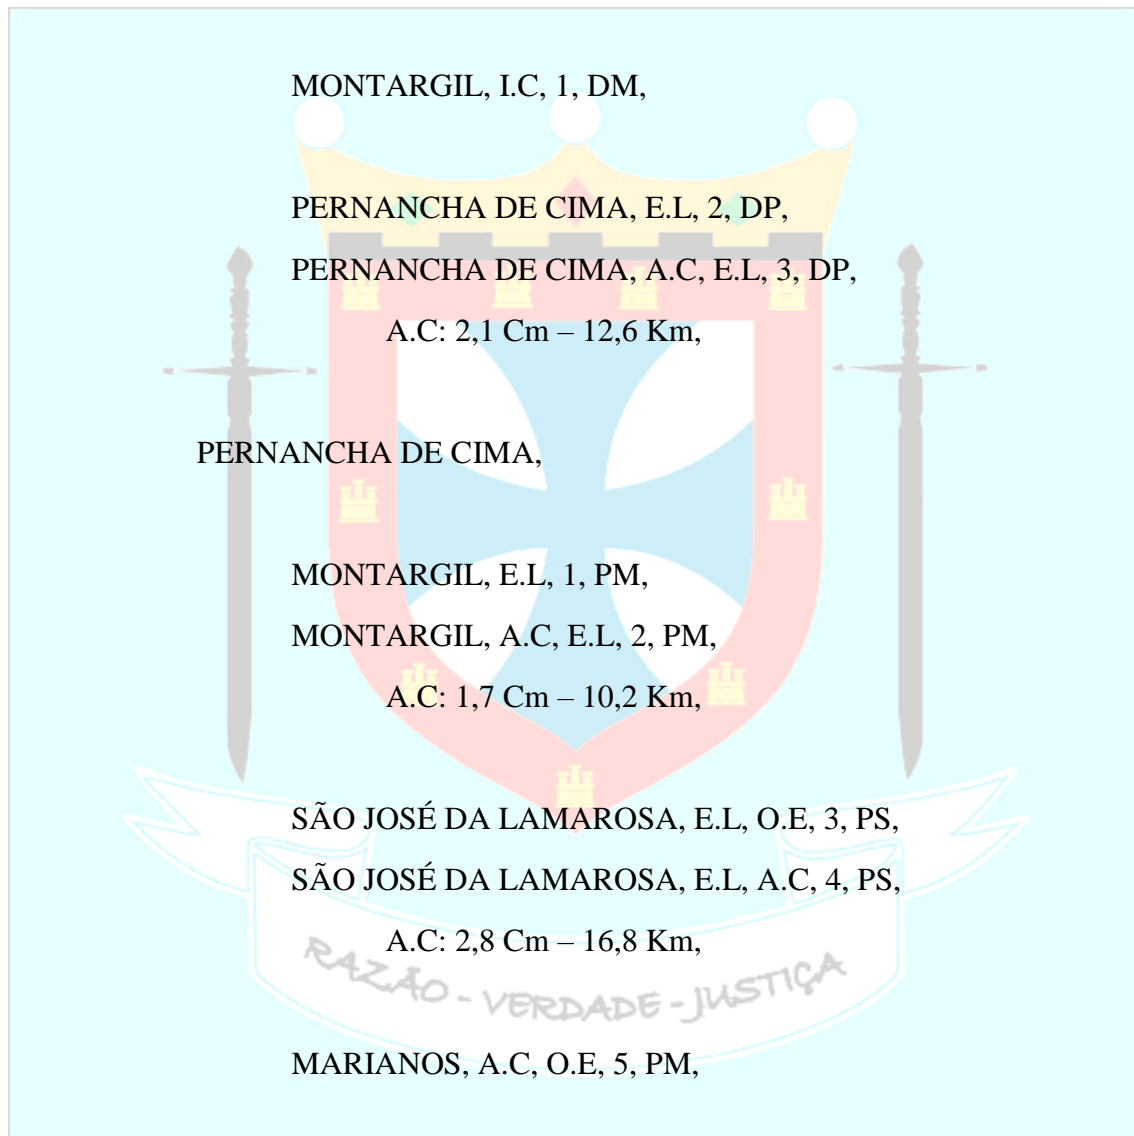 MONTARGIL, I.C, 1, DM,
PERNANCHA DE CIMA, E.L, 2, DP,
PERNANCHA DE CIMA, A.C, E.L, 3, DP,
A.C: 2,1 Cm – 12,6 Km,
PERNANCHA DE CIMA,
MONTARGIL, E.L, 1, PM,
MONTARGIL, A.C, E.L, 2, PM,
A.C: 1,7 Cm – 10,2 Km,
SÃO JOSÉ DA LAMAROSA, E.L, O.E, 3, PS,
SÃO JOSÉ DA LAMAROSA, E.L, A.C, 4, PS,
A.C: 2,8 Cm – 16,8 Km,
RAZÃO - VERDADE - JUSTIÇA
MARIANOS, A.C, O.E, 5, PM,